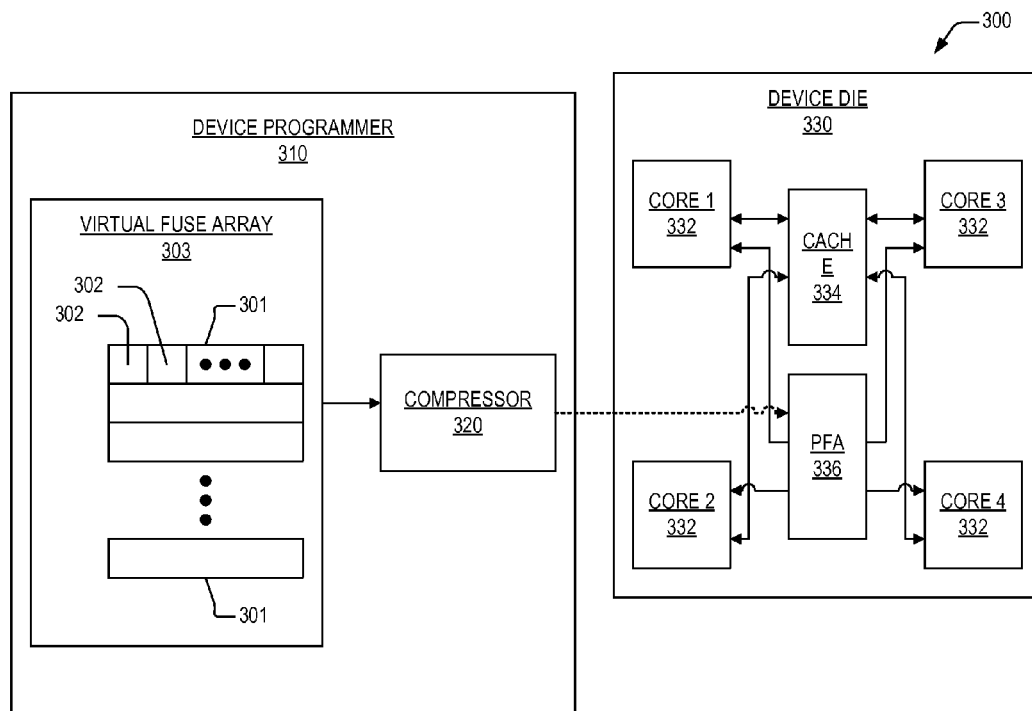 300
DEVICE PROGRAMMER
310
VIRTUAL FUSE ARRAY
303
302
302
301
301
COMPRESSOR
320
DEVICE DIE
330
CORE 1
332
CACH
E
334
CORE 3
332
CORE 2
332
PFA
336
CORE 4
332